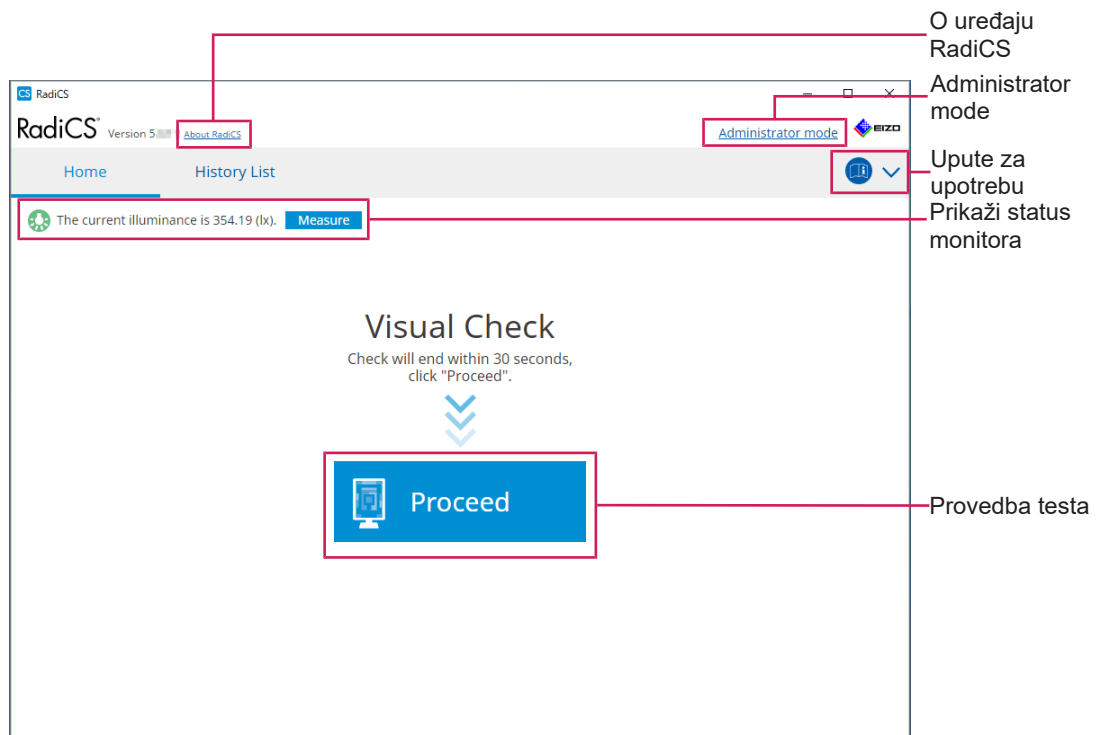 O uređaju
RadiCS
Administrator
mode
Upute za
upotrebu
Prikaži status
monitora
Provedba testa
CS RadiCS
RadiCS® Version 5. About RadiCS
Administrator mode EIZO
Home History List
The current illuminance is 354.19 (lx). Measure
Visual Check
Check will end within 30 seconds,
click "Proceed".
Proceed